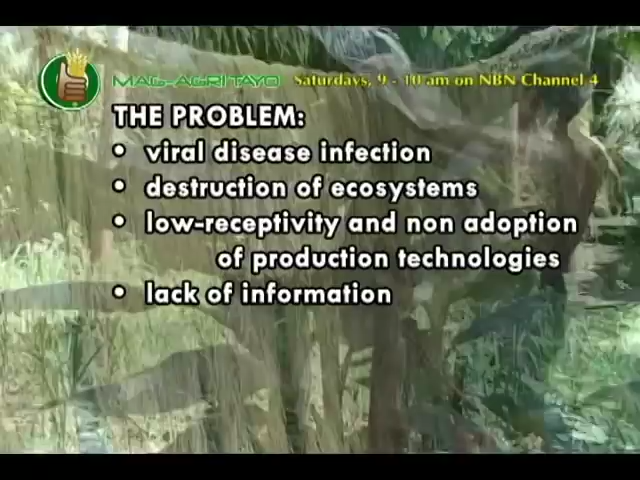 MAG-AGRI TAYO Saturdays, 9 - 10 am on NBN Channel 4
THE PROBLEM:
• viral disease infection
• destruction of ecosystems
• low-receptivity and non adoption
of production technologies
• lack of information